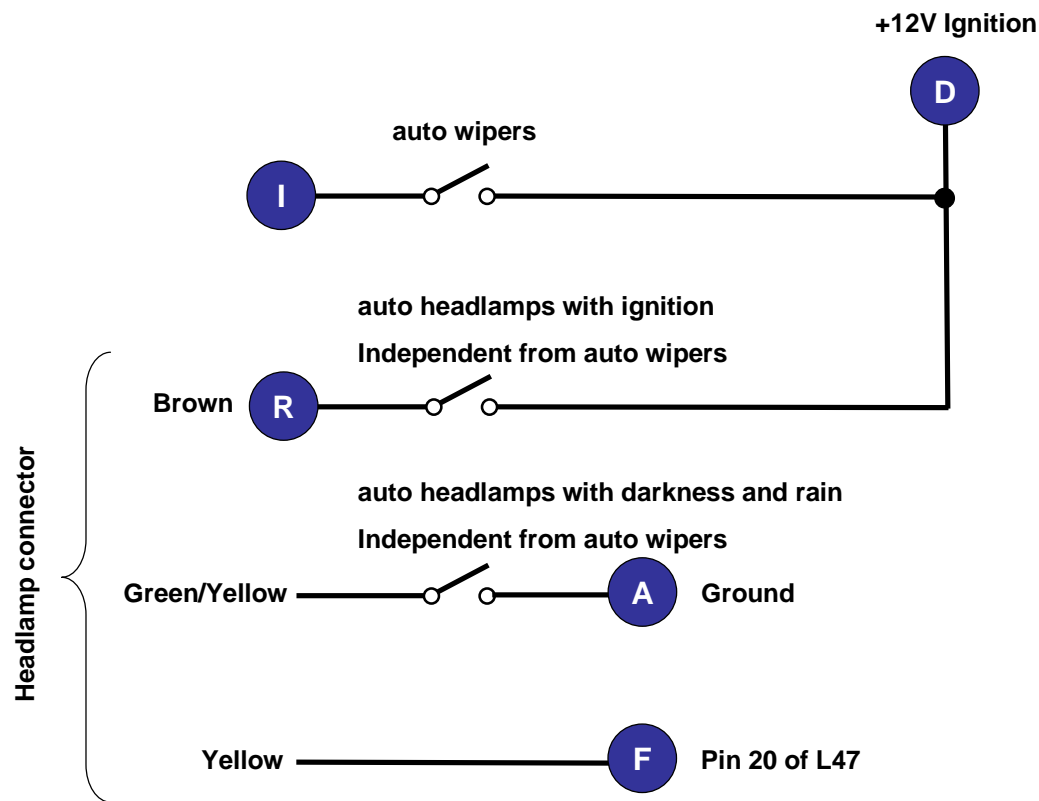 +12V Ignition
D
auto wipers
I
auto headlamps with ignition
Independent from auto wipers
Brown
R
auto headlamps with darkness and rain
Independent from auto wipers
Green/Yellow
A
Ground
Headlamp connector
Yellow
F
Pin 20 of L47